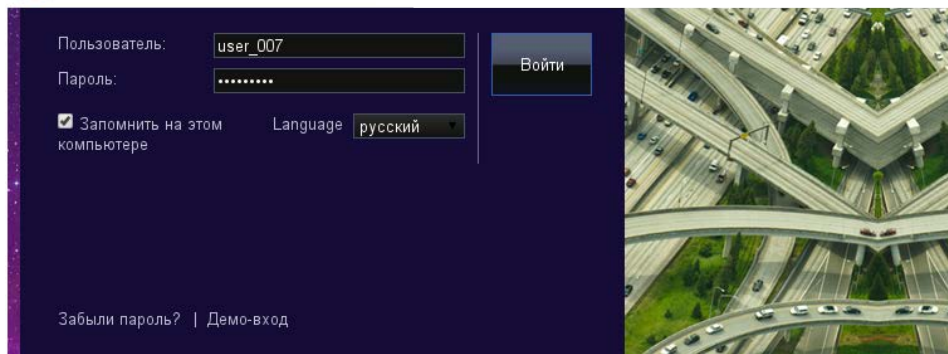 Пользователь: user_007
Пароль: •••••••••
Войти
Запомнить на этом Language русский
компьютере
Забыли пароль? | Демо-вход